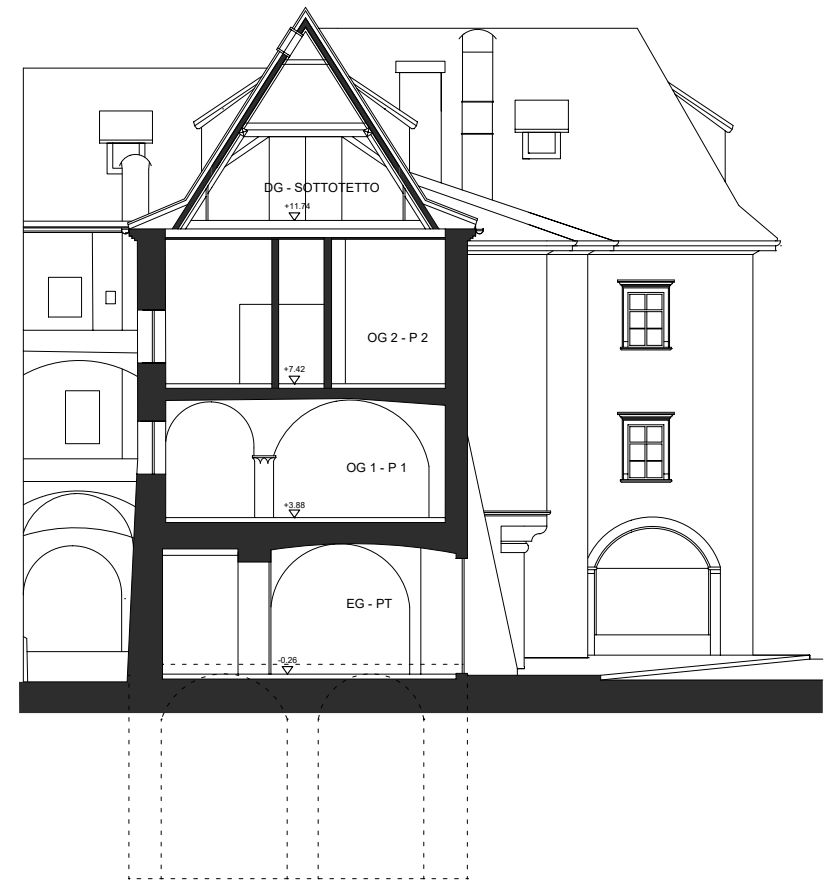 DG - SOTTOTETTO
+11.74
OG 2 - P 2
+7.42
OG 1 - P 1
+3.88
EG - PT
-0.26